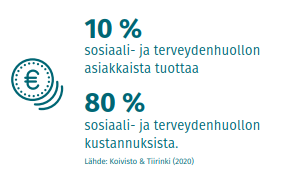 10 %
sosiaali- ja terveydenhuollon
asiakkaista tuottaa
80 %
sosiaali- ja terveydenhuollon
kustannuksista.
Lähde: Koivisto & Tiirinki (2020)
€